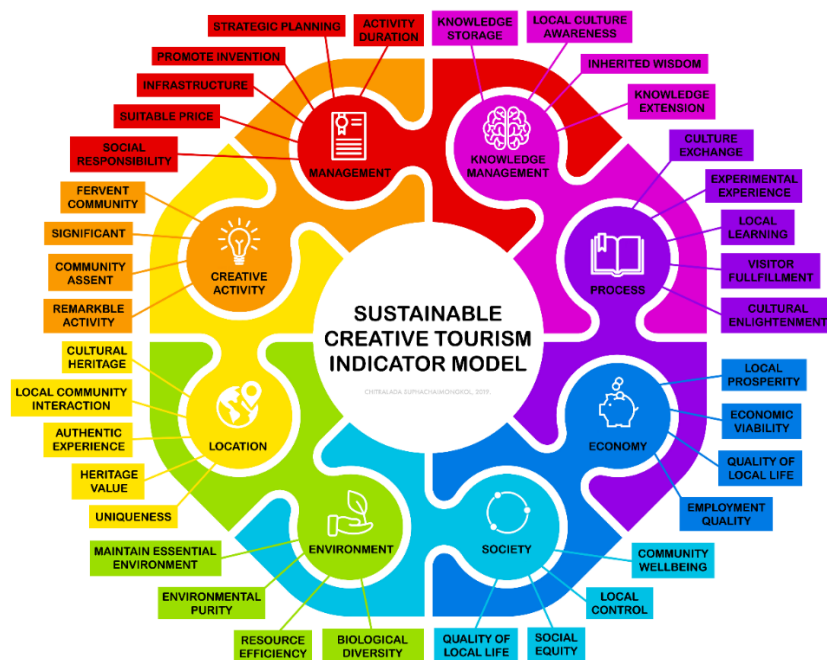 STRATEGIC PLANNING
ACTIVITY
DURATION
PROMOTE INVENTION
INFRASTRUCTURE
SUITABLE PRICE
SOCIAL
RESPONSIBILITY
MANAGEMENT
KNOWLEDGE
STORAGE
LOCAL CULTURE
AWARENESS
INHERITED WISDOM
KNOWLEDGE
EXTENSION
KNOWLEDGE
MANAGEMENT
CULTURE
EXCHANGE
EXPERIMENTAL
EXPERIENCE
LOCAL
LEARNING
VISITOR
FULLFILLMENT
CULTURAL
ENLIGHTENMENT
PROCESS
FERVENT
COMMUNITY
SIGNIFICANT
COMMUNITY
ASSENT
REMARKBLE
ACTIVITY
CREATIVE
ACTIVITY
SUSTAINABLE
CREATIVE TOURISM
INDICATOR MODEL
CHITRALADA SUPHACHAIMONGKOL, 2019.
CULTURAL
HERITAGE
LOCAL COMMUNITY
INTERACTION
AUTHENTIC
EXPERIENCE
HERITAGE
VALUE
UNIQUENESS
LOCATION
LOCAL
PROSPERITY
ECONOMIC
VIABILITY
QUALITY OF
LOCAL LIFE
EMPLOYMENT
QUALITY
ECONOMY
MAINTAIN ESSENTIAL
ENVIRONMENT
ENVIRONMENTAL
PURITY
RESOURCE
EFFICIENCY
BIOLOGICAL
DIVERSITY
ENVIRONMENT
SOCIETY
COMMUNITY
WELLBEING
LOCAL
CONTROL
SOCIAL
EQUITY
QUALITY OF
LOCAL LIFE